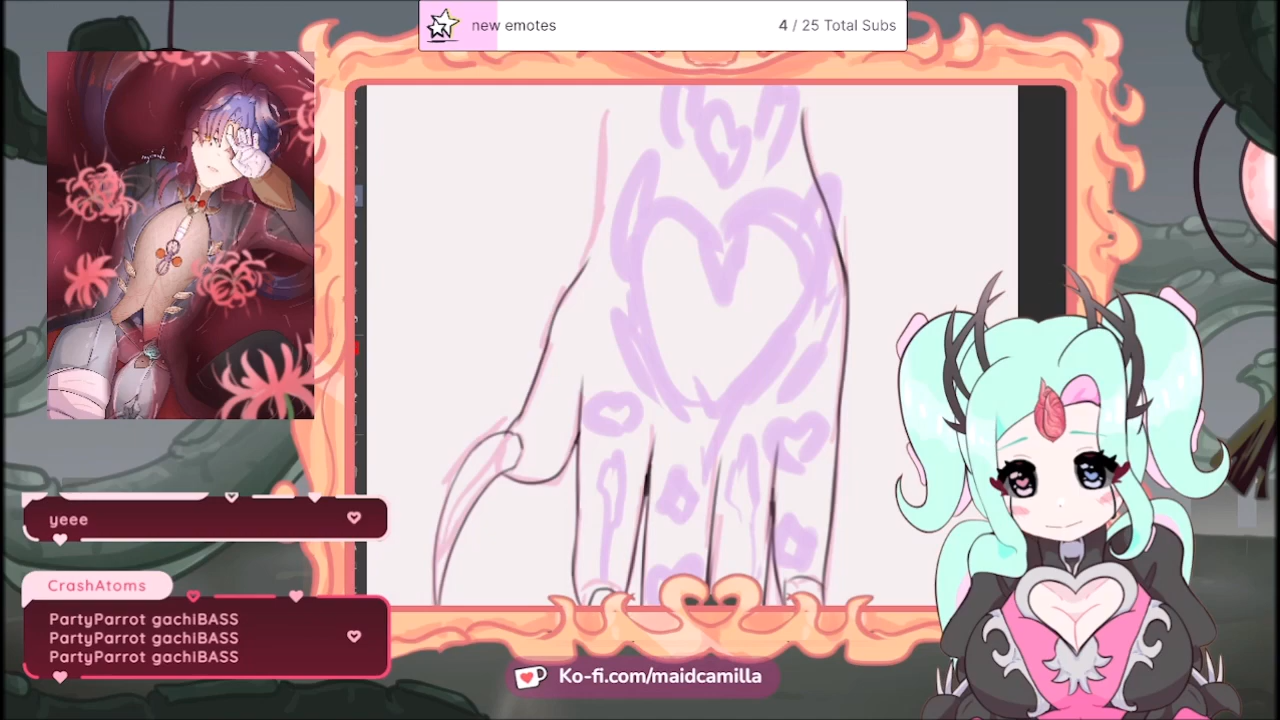 new emotes
4 / 25 Total Subs
yeee
CrashAtoms
PartyParrot gachiBASS
PartyParrot gachiBASS
PartyParrot gachiBASS
Ko-fi.com/maidcamilla